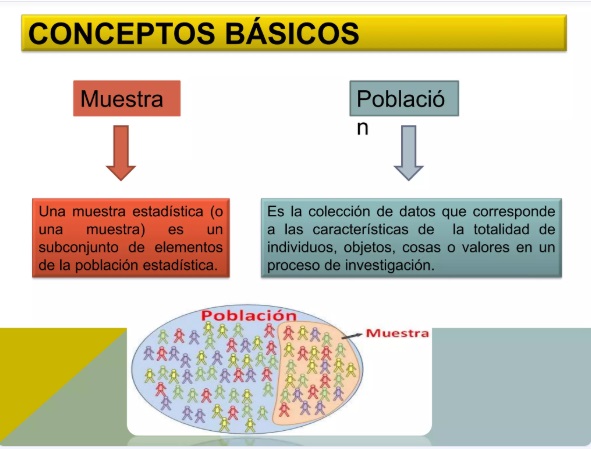 CONCEPTOS BÁSICOS
Muestra
Població
n
Una muestra estadística (o
una muestra) es un
subconjunto de elementos
de la población estadística.
Es la colección de datos que corresponde
a las características de la totalidad de
individuos, objetos, cosas o valores en un
proceso de investigación.
Población
Muestra